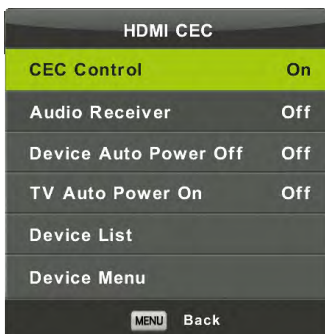 HDMI CEC
CEC Control On
Audio Receiver Off
Device Auto Power Off Off
TV Auto Power On Off
Device List
Device Menu
MENU Back